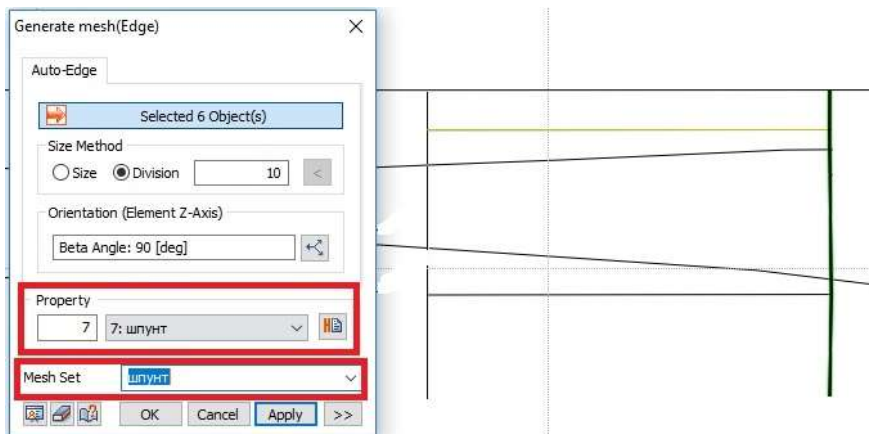 Generate mesh(Edge)
Auto-Edge
Selected 6 Object(s)
Size Method
Size Division 10 <
Orientation (Element Z-Axis)
Beta Angle: 90 [deg]
Property
7 7: шпунт
Mesh Set шпунт
OK Cancel Apply >>